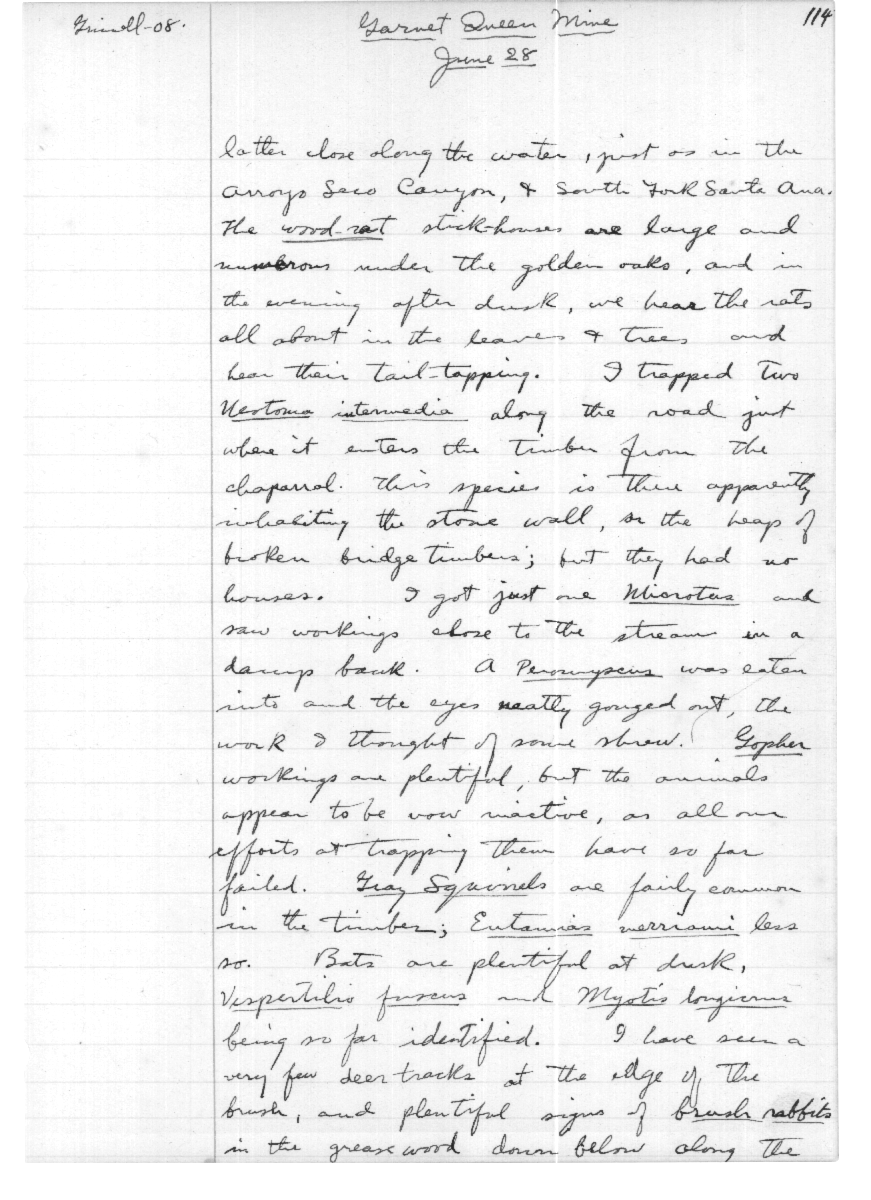 Grinnell-08.
Garnet Queen Mine
114
June 28
latter close along the water, just as in the
Arroyo Seco Canyon, & South Fork Santa Ana.
The wood-rat stick-houses are large and
numerous under the golden oaks, and in
the evening after dusk, we hear the rats
all about in the leaves & trees and
hear their tail-tapping. I trapped two
Neotoma intermedia along the road just
where it enters the timber from the
chaparral. This species is there apparently
inhabiting the stone wall, or the heap of
broken bridge timbers; but they had no
houses. I got just one Microtus and
saw workings close to the stream in a
damp bank. A Peromyscus was eaten
into and the eyes neatly gouged out, the
work I thought of some shrew. Gopher
workings are plentiful, but the animals
appear to be now inactive, as all our
efforts at trapping them have so far
failed. Gray Squirrels are fairly common
in the timber; Eutamias merriami less
so. Bats are plentiful at dusk,
Vespertilio fuscus and Myotis longicrus
being so far identified. I have seen a
very few deer tracks at the edge of the
brush, and plentiful signs of brush rabbits
in the greasewood down below along the